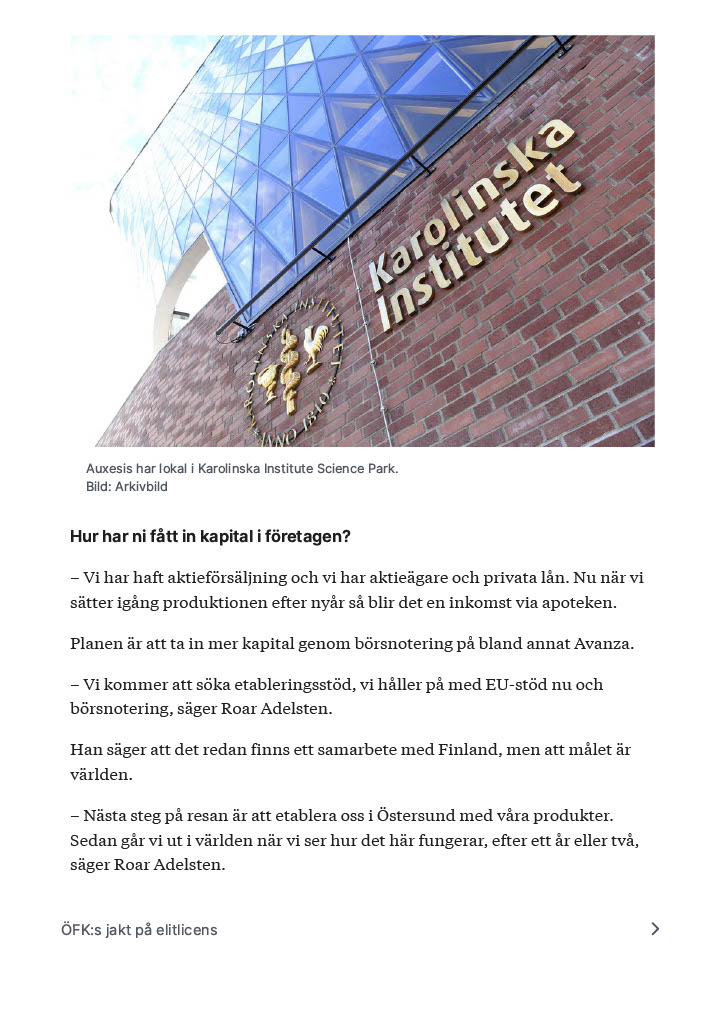 Karolinska
Institutet
KAROLINSKA INSTITUTET
ANNO 1810
Auxesis har lokal i Karolinska Institute Science Park.
Bild: Arkivbild
Hur har ni fått in kapital i företagen?
– Vi har haft aktieförsäljning och vi har aktieägare och privata lån. Nu när vi
sätter igång produktionen efter nyår så blir det en inkomst via apoteken.
Planen är att ta in mer kapital genom börsnotering på bland annat Avanza.
– Vi kommer att söka etableringsstöd, vi håller på med EU-stöd nu och
börsnotering, säger Roar Adelsten.
Han säger att det redan finns ett samarbete med Finland, men att målet är
världen.
– Nästa steg på resan är att etablera oss i Östersund med våra produkter.
Sedan går vi ut i världen när vi ser hur det här fungerar, efter ett år eller två,
säger Roar Adelsten.
ÖFK:s jakt på elitlicens